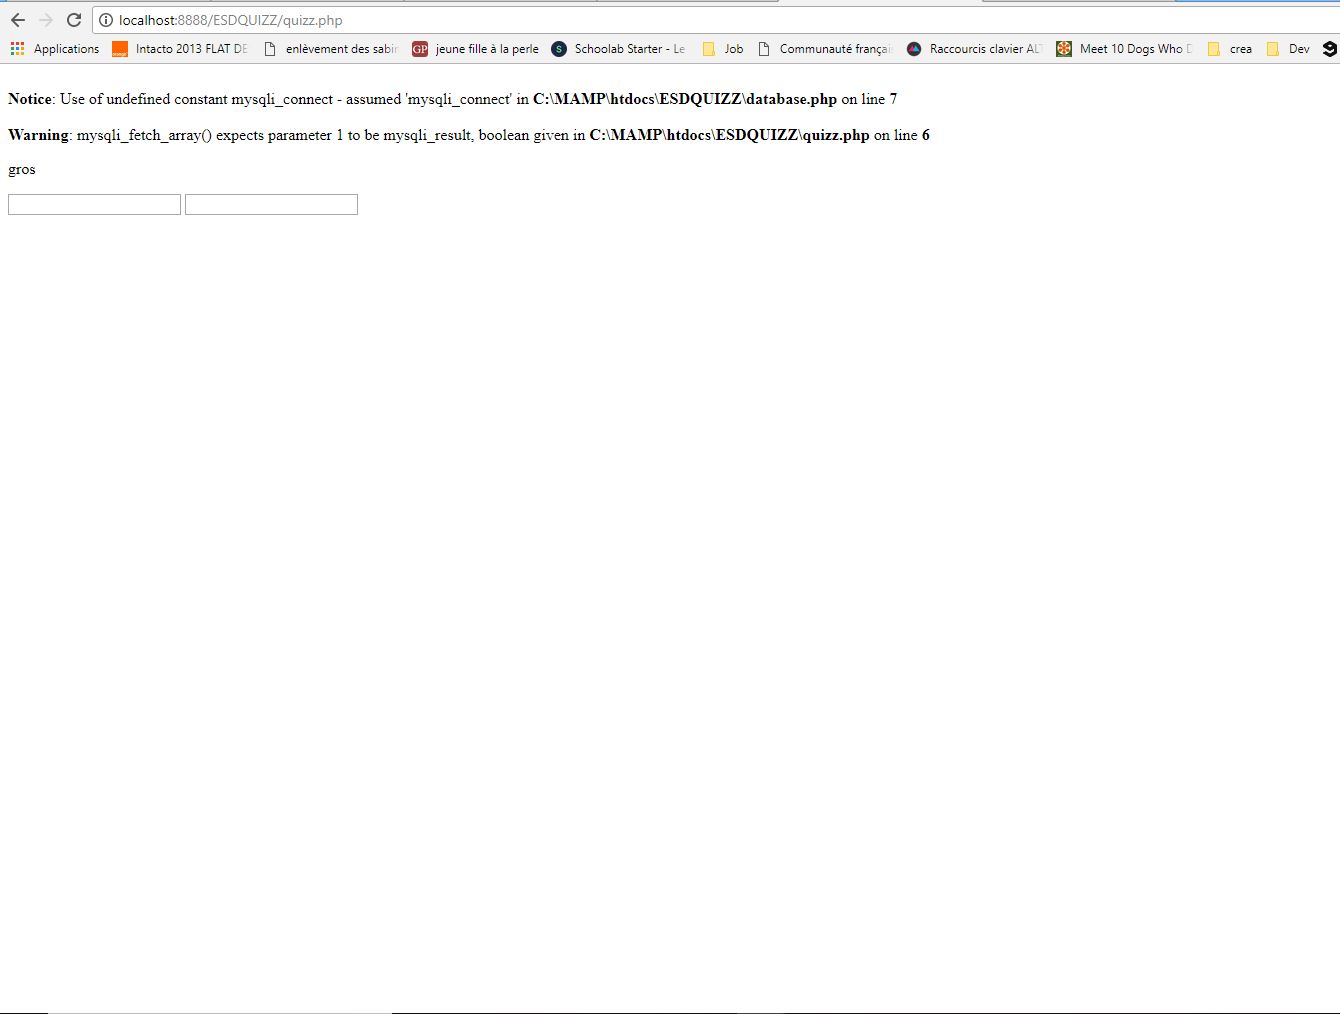 localhost:8888/ESDQUIZZ/quizz.php
Applications Intacto 2013 FLAT DE enlèvement des sabin GP jeune fille à la perle S Schoolab Starter - Le Job Communauté françai Raccourcis clavier ALT Meet 10 Dogs Who D crea Dev
Notice: Use of undefined constant mysqli_connect - assumed 'mysqli_connect' in C:\MAMP\htdocs\ESDQUIZZ\database.php on line 7
Warning: mysqli_fetch_array() expects parameter 1 to be mysqli_result, boolean given in C:\MAMP\htdocs\ESDQUIZZ\quizz.php on line 6
gros